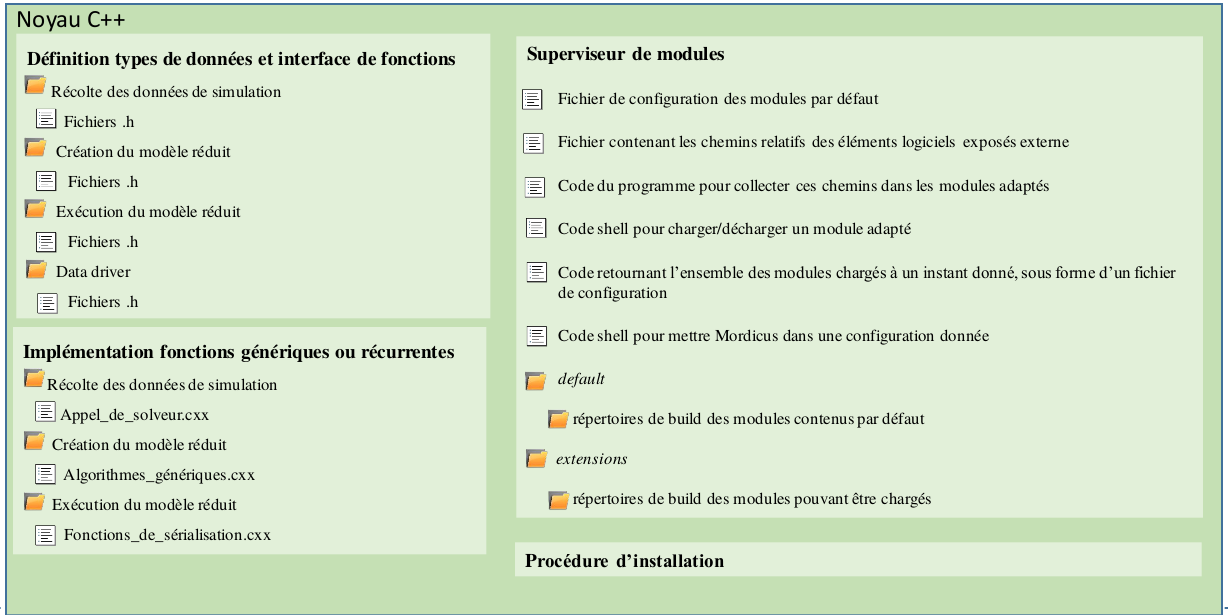 Noyau C++
Définition types de données et interface de fonctions
Récolte des données de simulation
Fichiers .h
Création du modèle réduit
Fichiers .h
Exécution du modèle réduit
Fichiers .h
Data driver
Fichiers .h
Implémentation fonctions génériques ou récurrentes
Récolte des données de simulation
Appel_de_solveur.cxx
Création du modèle réduit
Algorithmes_génériques.cxx
Exécution du modèle réduit
Fonctions_de_sérialisation.cxx
Superviseur de modules
Fichier de configuration des modules par défaut
Fichier contenant les chemins relatifs des éléments logiciels exposés externe
Code du programme pour collecter ces chemins dans les modules adaptés
Code shell pour charger/décharger un module adapté
Code retournant l'ensemble des modules chargés à un instant donné, sous forme d'un fichier
de configuration
Code shell pour mettre Mordicus dans une configuration donnée
default
répertoires de build des modules contenus par défaut
extensions
répertoires de build des modules pouvant être chargés
Procédure d'installation